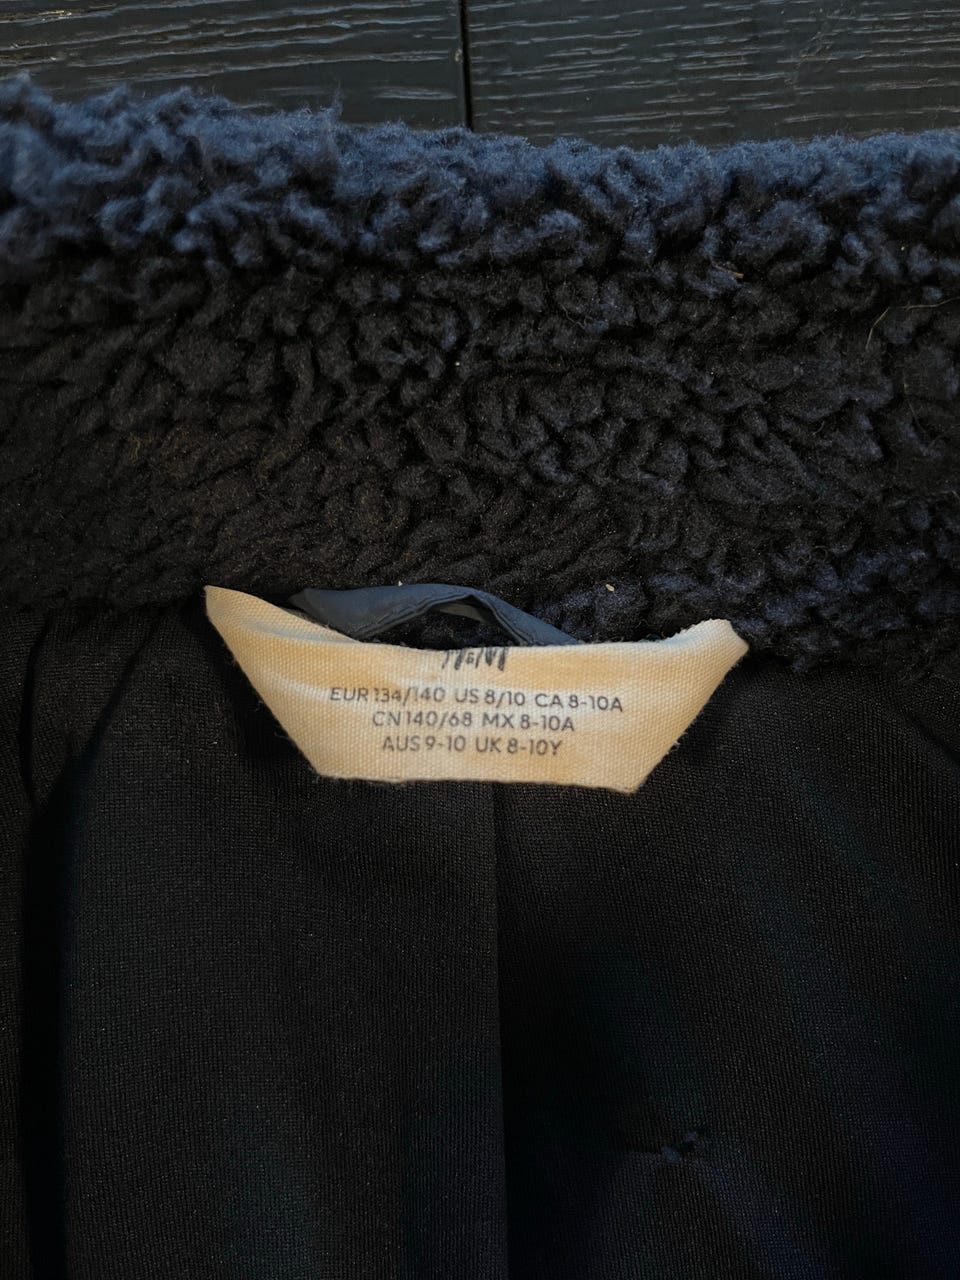 H&M
EUR 134/140 US 8/10 CA 8-10A
CN 140/68 MX 8-10A
AUS 9-10 UK 8-10Y